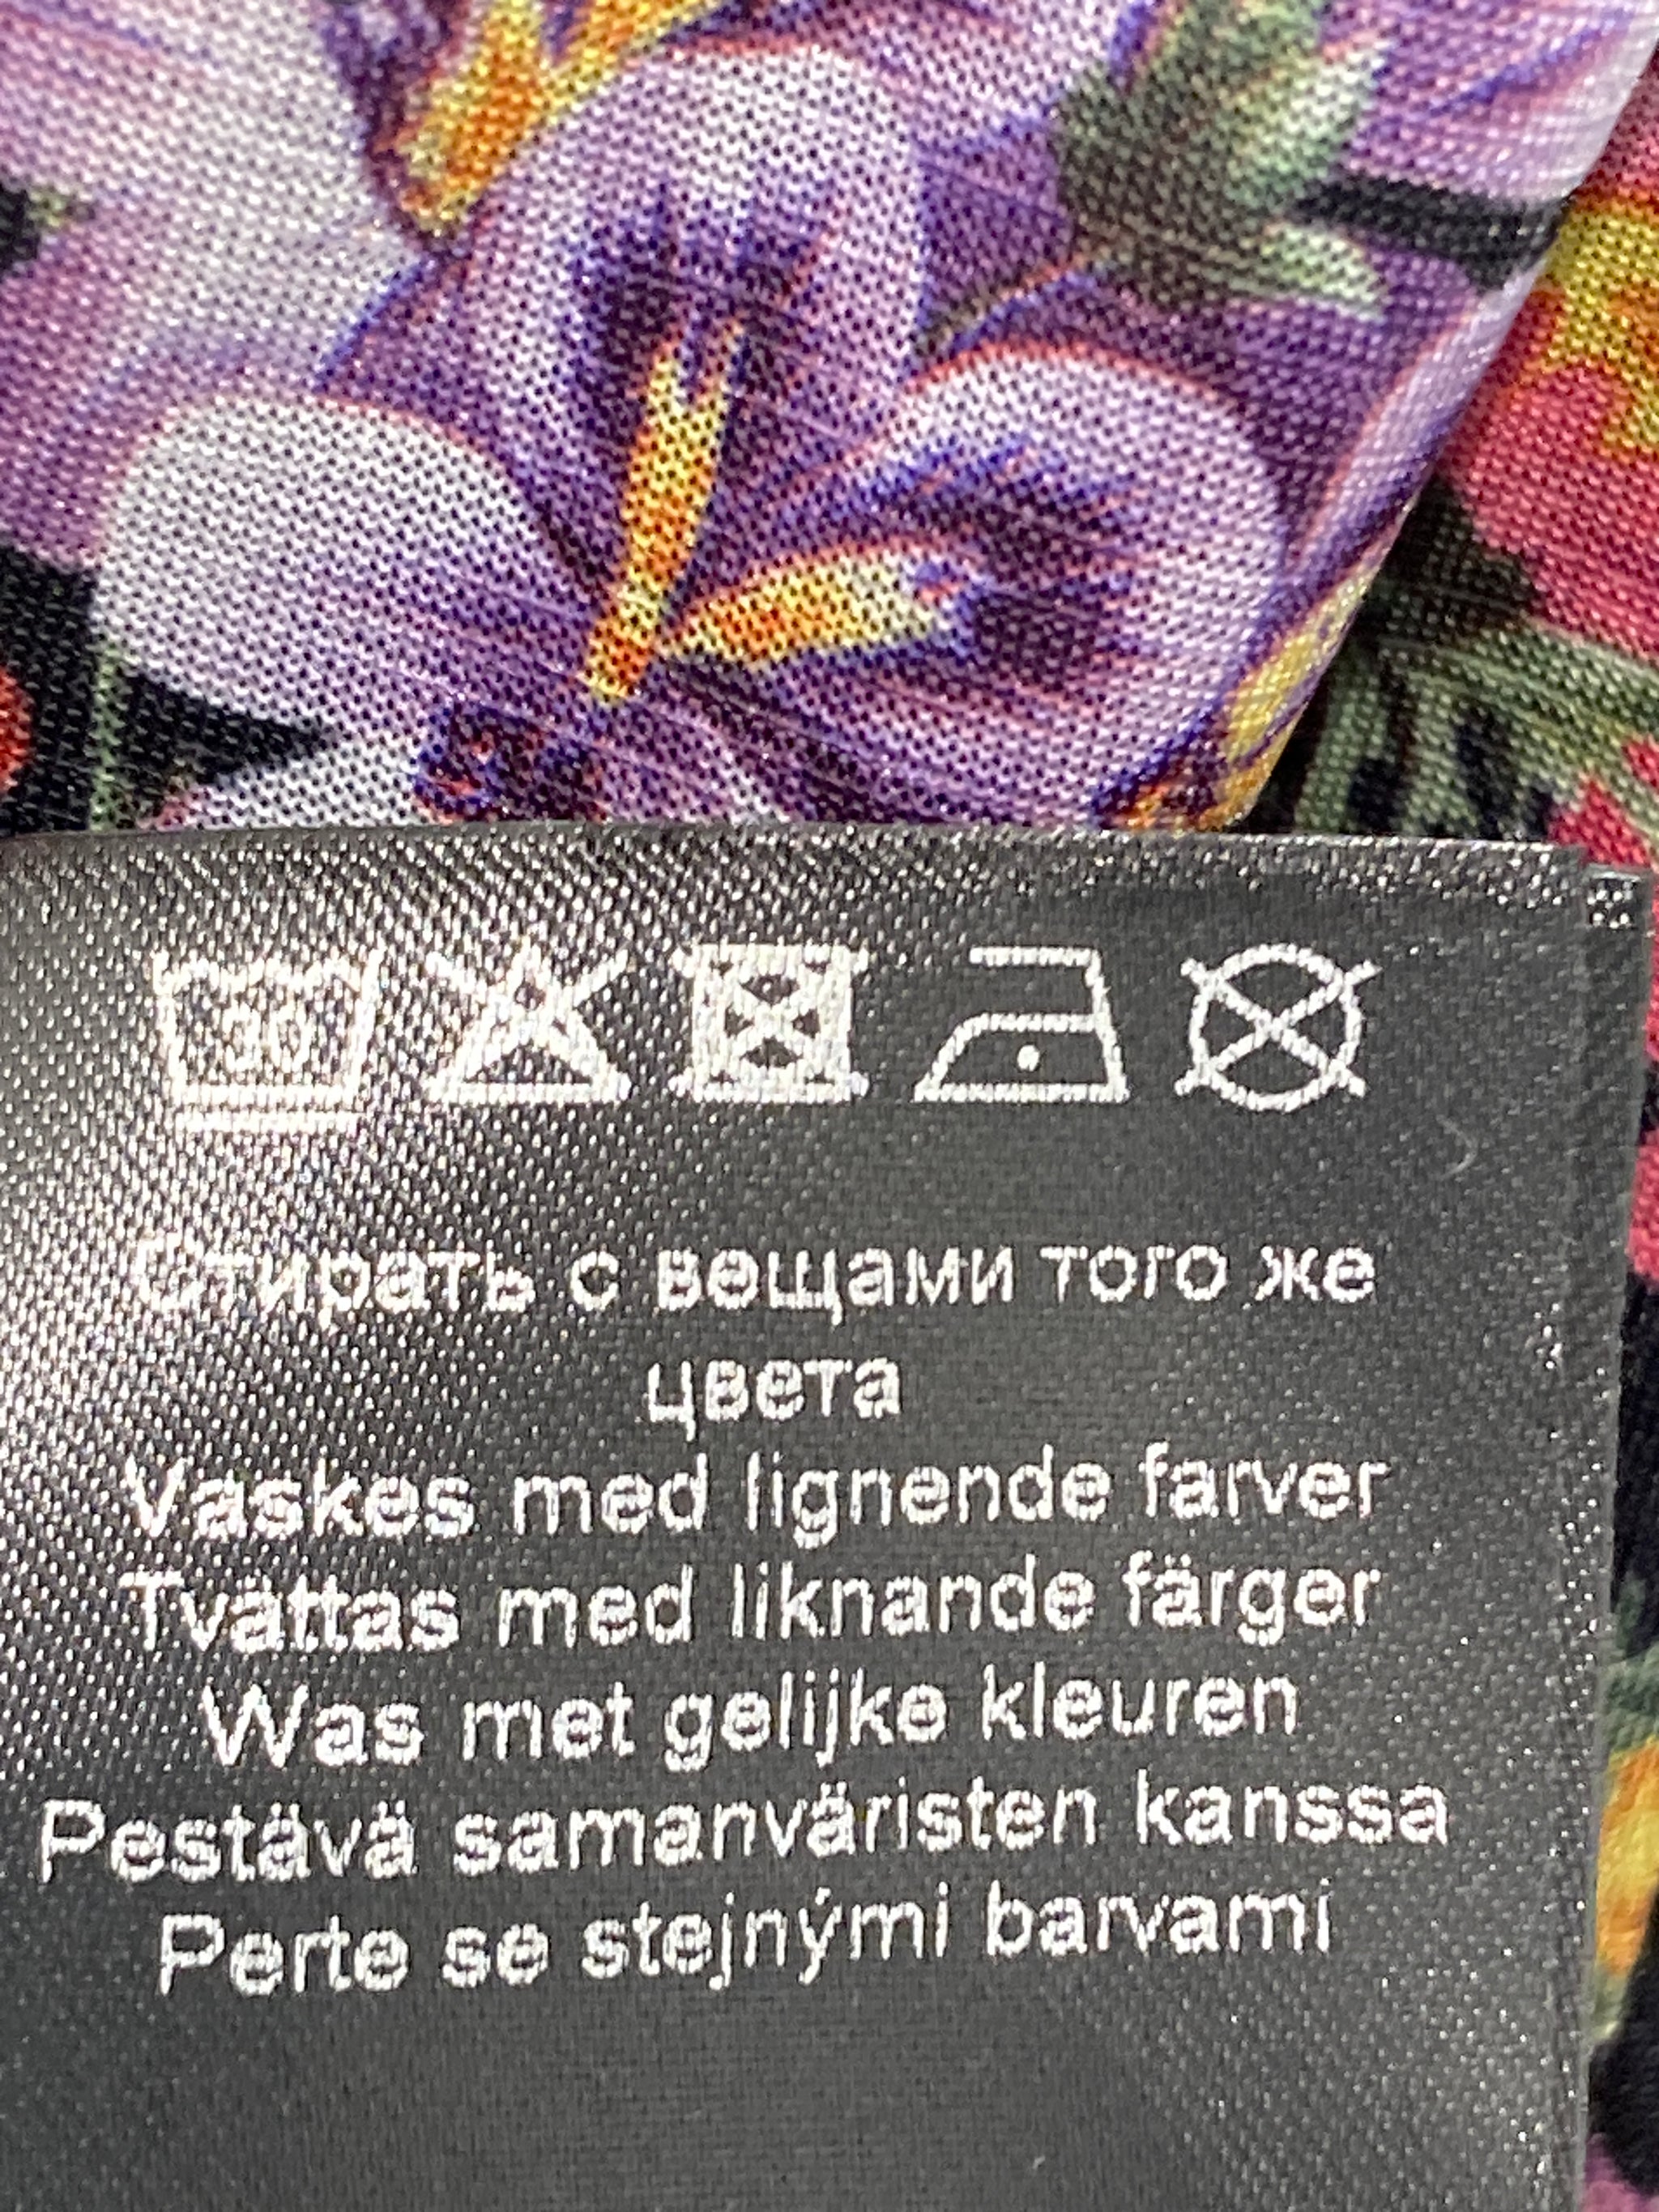 30
Стирать с вещами того же
цвета
Vaskes med lignende farver
Tvättas med liknande färger
Was met gelijke kleuren
Pestävä samanväristen kanssa
Perte se stejnými barvami